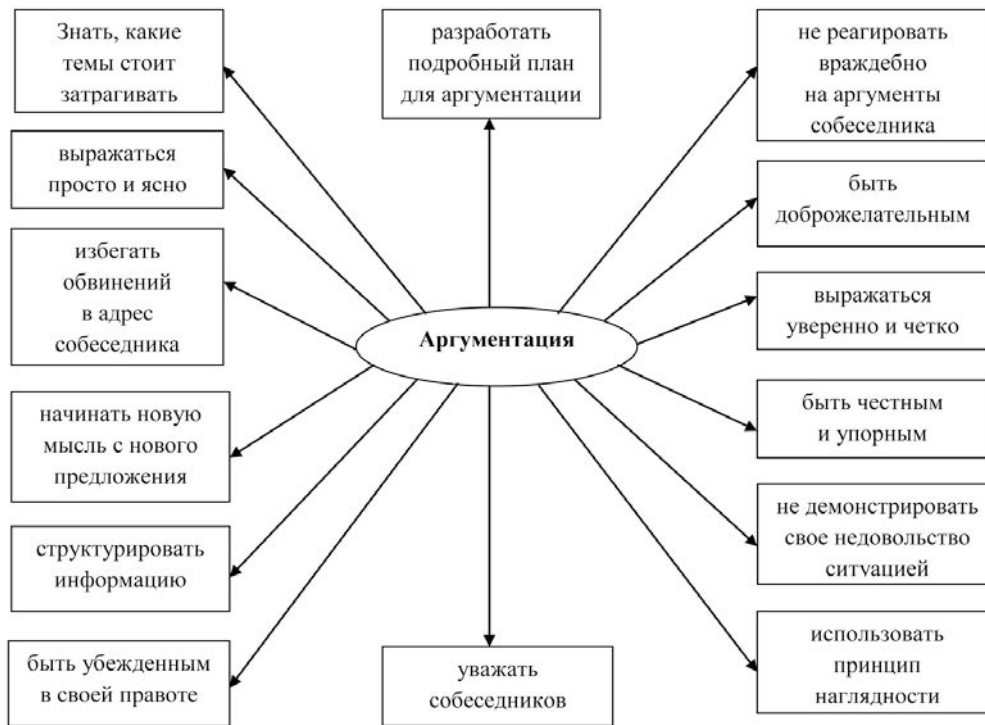 Знать, какие
темы стоит
затрагивать
выражаться
просто и ясно
избегать
обвинений
в адрес
собеседника
начинать новую
мысль с нового
предложения
структурировать
информацию
быть убежденным
в своей правоте
разработать
подробный план
для аргументации
Аргументация
уважать
собеседников
не реагировать
враждебно
на аргументы
собеседника
быть
доброжелательным
выражаться
уверенно и четко
быть честным
и упорным
не демонстрировать
свое недовольство
ситуацией
использовать
принцип
наглядности